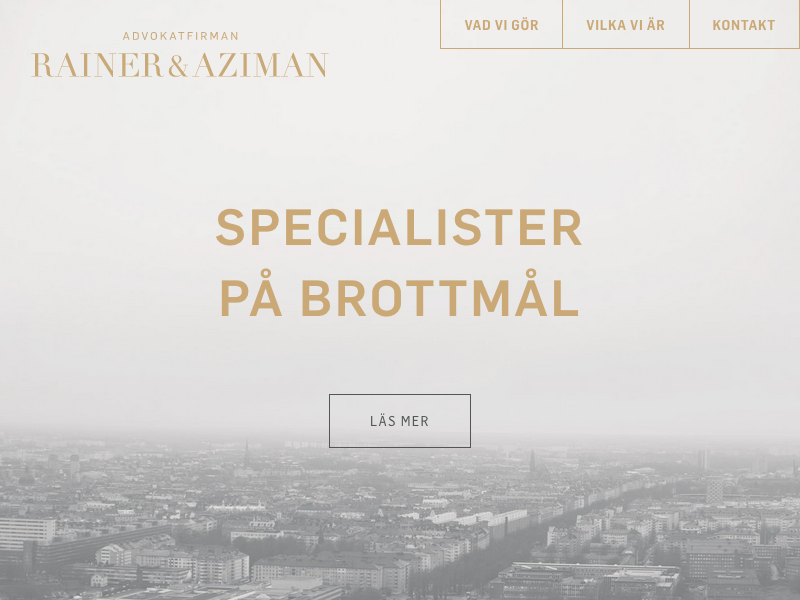 ADVOKATFIRMAN
RAINER & AZIMAN
VAD VI GÖR
VILKA VI ÄR
KONTAKT
SPECIALISTER
PÅ BROTTMÅL
LÄS MER